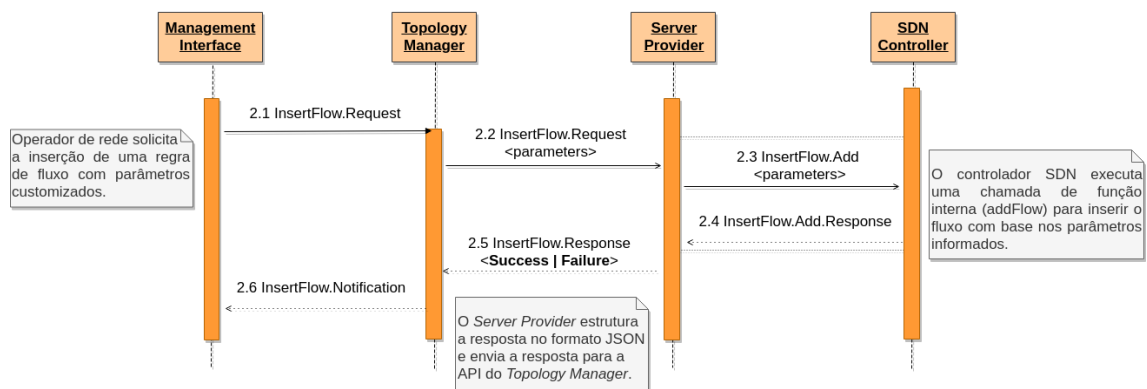 Management
Interface
Topology
Manager
Server
Provider
SDN
Controller
2.1 InsertFlow.Request
Operador de rede solicita
a inserção de uma regra
de fluxo com parâmetros
customizados.
2.2 InsertFlow.Request
<parameters>
2.3 InsertFlow.Add
<parameters>
O controlador SDN executa
uma chamada de função
interna (addFlow) para inserir o
fluxo com base nos parâmetros
informados.
2.4 InsertFlow.Add.Response
2.5 InsertFlow.Response
<Success | Failure>
2.6 InsertFlow.Notification
O Server Provider estrutura
a resposta no formato JSON
e envia a resposta para a
API do Topology Manager.